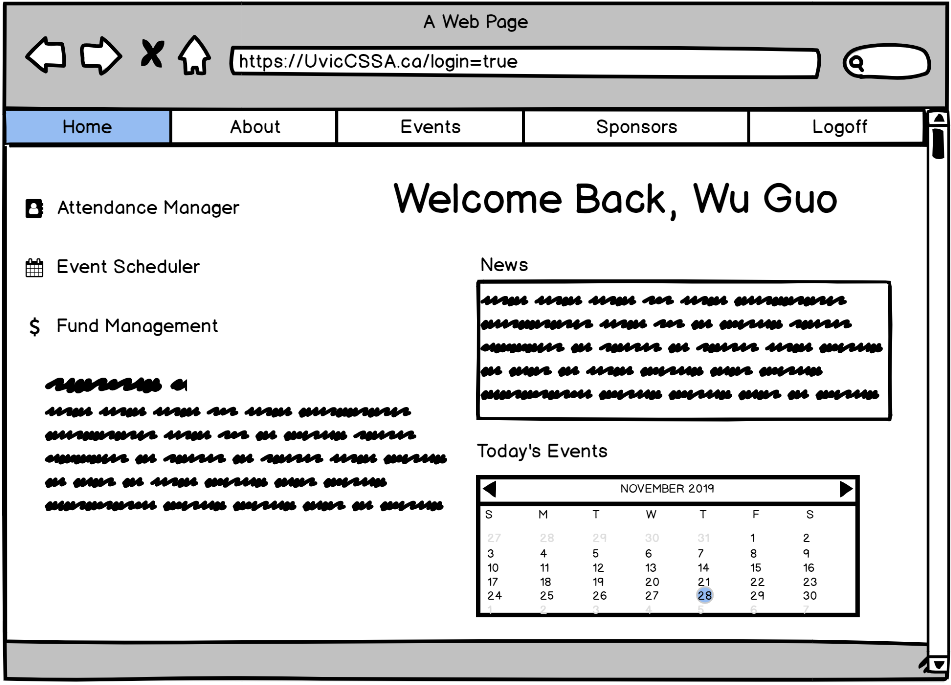 A Web Page
https://UvicCSSA.ca/login=true
Home About Events Sponsors Logoff
Welcome Back, Wu Guo
Attendance Manager
Event Scheduler
$ Fund Management
News
Today's Events
NOVEMBER 2019
S M T W T F S
27 28 29 30 31 1 2
3 4 5 6 7 8 9
10 11 12 13 14 15 16
17 18 19 20 21 22 23
24 25 26 27 28 29 30
1 2 3 4 5 6 7